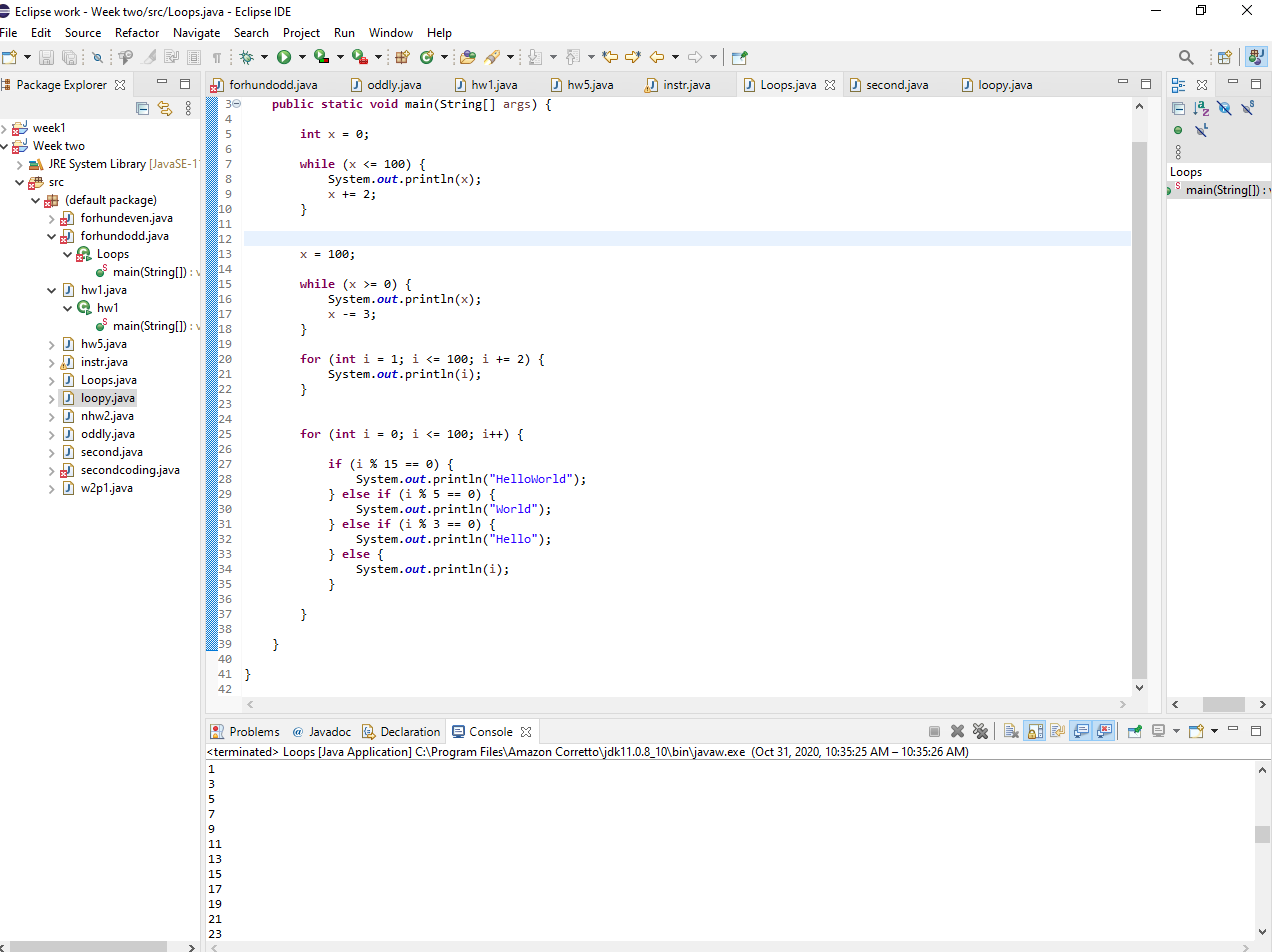 Eclipse work - Week two/src/Loops.java - Eclipse IDE
File Edit Source Refactor Navigate Search Project Run Window Help
Package Explorer
week1
Week two
JRE System Library [JavaSE-1
src
(default package)
forhundeven.java
forhundodd.java
Loops
main(String[]) : v
hw1.java
hw1
main(String[]) : v
hw5.java
instr.java
Loops.java
loopy.java
nhw2.java
oddly.java
second.java
secondcoding.java
w2p1.java
forhundodd.java oddly.java hw1.java hw5.java instr.java Loops.java second.java loopy.java
3 public static void main(String[] args) {
4
5 int x = 0;
6
7 while (x <= 100) {
8 System.out.println(x);
9 x += 2;
10 }
11
12
13 x = 100;
14
15 while (x >= 0) {
16 System.out.println(x);
17 x -= 3;
18 }
19
20 for (int i = 1; i <= 100; i += 2) {
21 System.out.println(i);
22 }
23
24
25 for (int i = 0; i <= 100; i++) {
26
27 if (i % 15 == 0) {
28 System.out.println("HelloWorld");
29 } else if (i % 5 == 0) {
30 System.out.println("World");
31 } else if (i % 3 == 0) {
32 System.out.println("Hello");
33 } else {
34 System.out.println(i);
35 }
36
37 }
38
39 }
40
41 }
42
Loops
main(String[]) : v
Problems @ Javadoc Declaration Console
<terminated> Loops [Java Application] C:\Program Files\Amazon Corretto\jdk11.0.8_10\bin\javaw.exe (Oct 31, 2020, 10:35:25 AM – 10:35:26 AM)
1
3
5
7
9
11
13
15
17
19
21
23